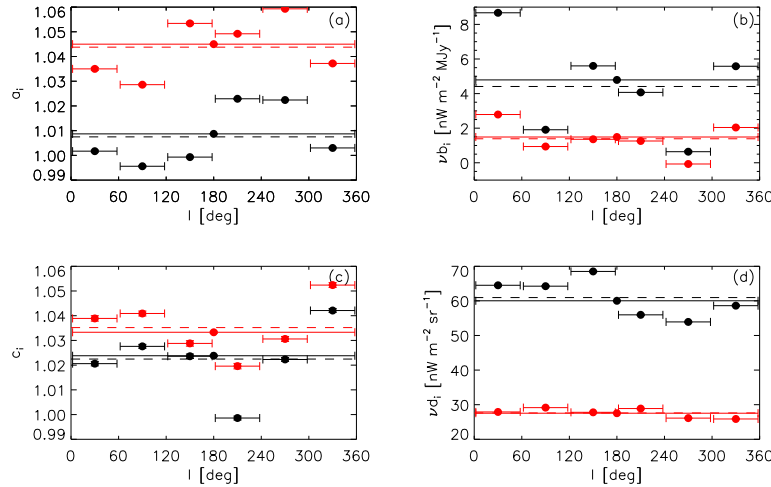 (a)
1.06
1.05
1.04
1.03
1.02
1.01
1.00
0.99
a_i
0 60 120 180 240 300 360
l [deg]
(b)
8
6
4
2
0
νb_i [nW m⁻² MJy⁻¹]
0 60 120 180 240 300 360
l [deg]
(c)
1.06
1.05
1.04
1.03
1.02
1.01
1.00
0.99
c_i
0 60 120 180 240 300 360
l [deg]
(d)
70
60
50
40
30
20
νd_i [nW m⁻² sr⁻¹]
0 60 120 180 240 300 360
l [deg]